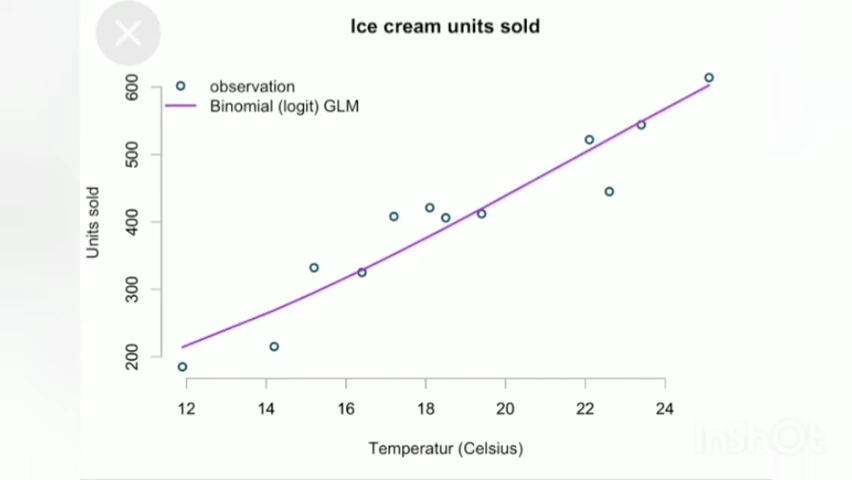 Ice cream units sold
observation
Binomial (logit) GLM
Units sold
600
500
400
300
200
12 14 16 18 20 22 24
Temperatur (Celsius)
InShOt